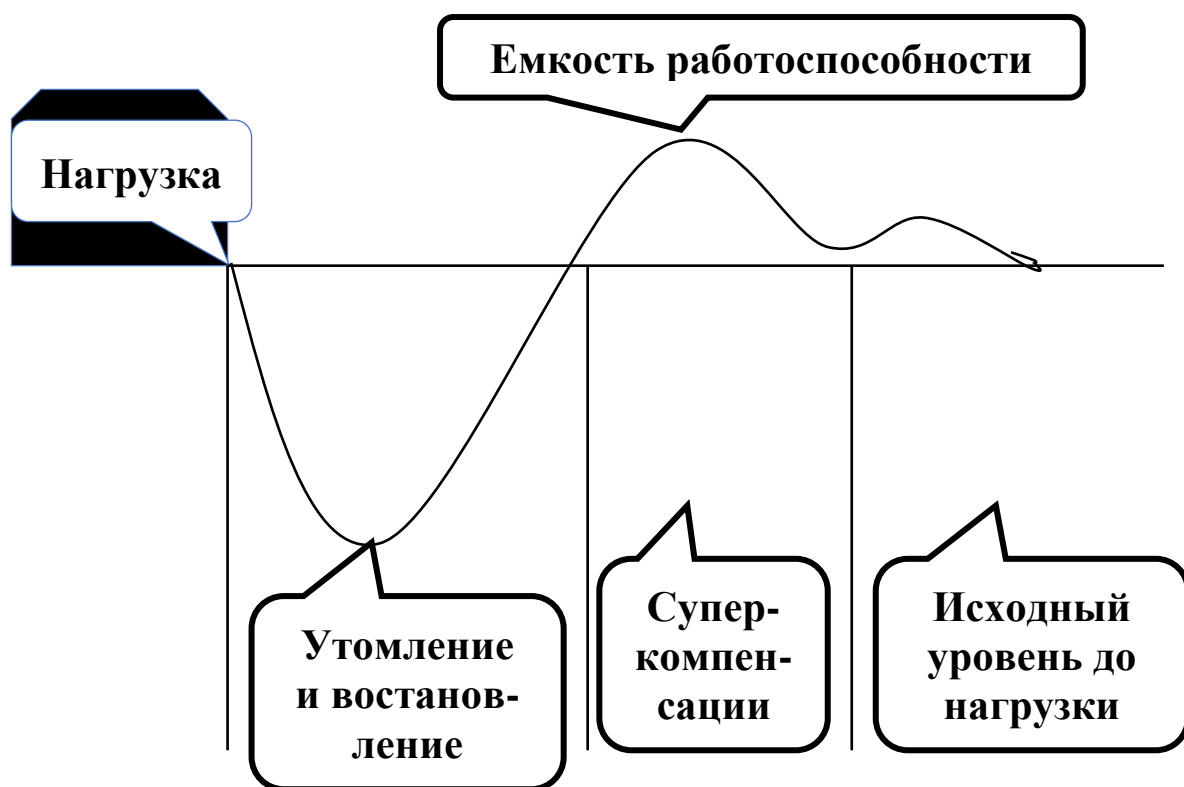 Емкость работоспособности
Нагрузка
Утомление
и востанов-
ление
Супер-
компен-
сации
Исходный
уровень до
нагрузки